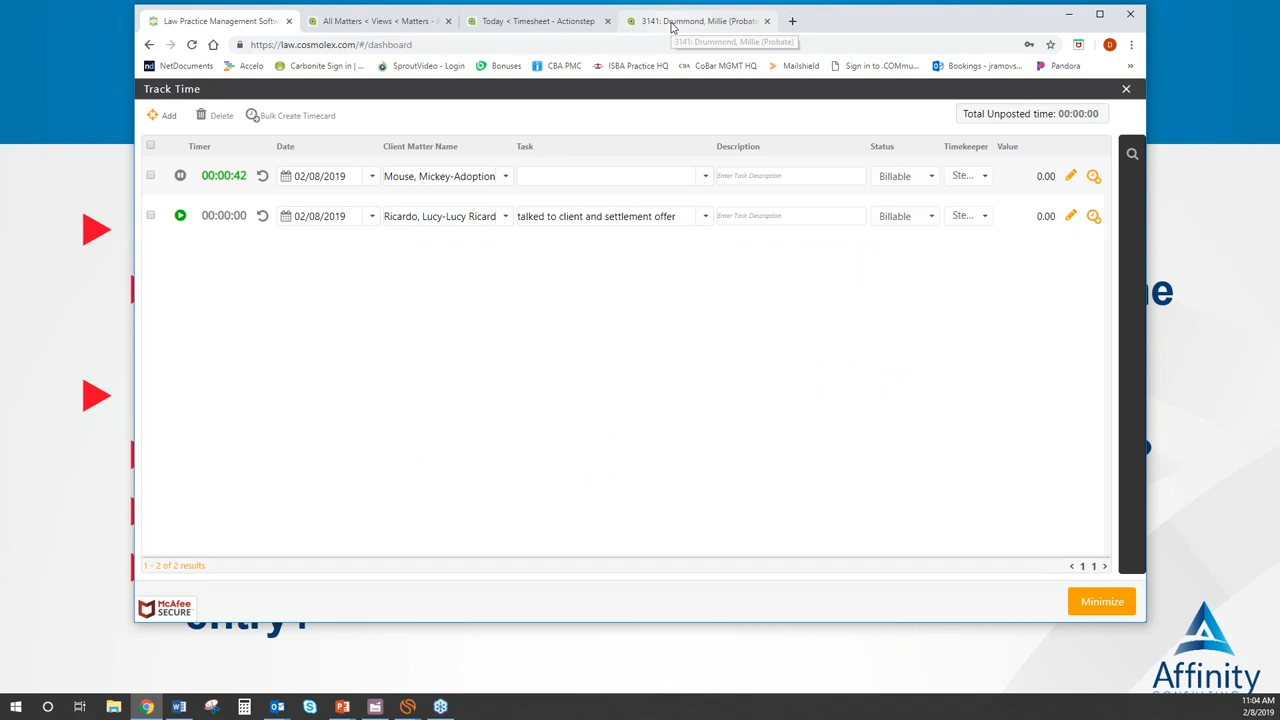 Law Practice Management Softw
All Matters < Views < Matters - A
Today < Timesheet - Actionstep
3141: Drummond, Millie (Probate
https://law.cosmolex.com/#/dashboard
3141: Drummond, Millie (Probate)
D
nd NetDocuments
Accelo
Carbonite Sign in |...
SproutVideo - Login
Bonuses
CBA PMC
ISBA Practice HQ
CBA CoBar MGMT HQ
Mailshield
Sign in to .COMmu...
Bookings - jramovs...
Pandora
»
Track Time
Add
Delete
Bulk Create Timecard
Total Unposted time: 00:00:00
Timer Date Client Matter Name Task Description Status Timekeeper Value
00:00:42 02/08/2019 Mouse, Mickey-Adoption Enter Task Description Billable Ste... 0.00
00:00:00 02/08/2019 Ricardo, Lucy-Lucy Ricard talked to client and settlement offer Enter Task Description Billable Ste... 0.00
1 - 2 of 2 results
< 1 1 >
McAfee
SECURE
Minimize
Affinity
11:04 AM
2/8/2019